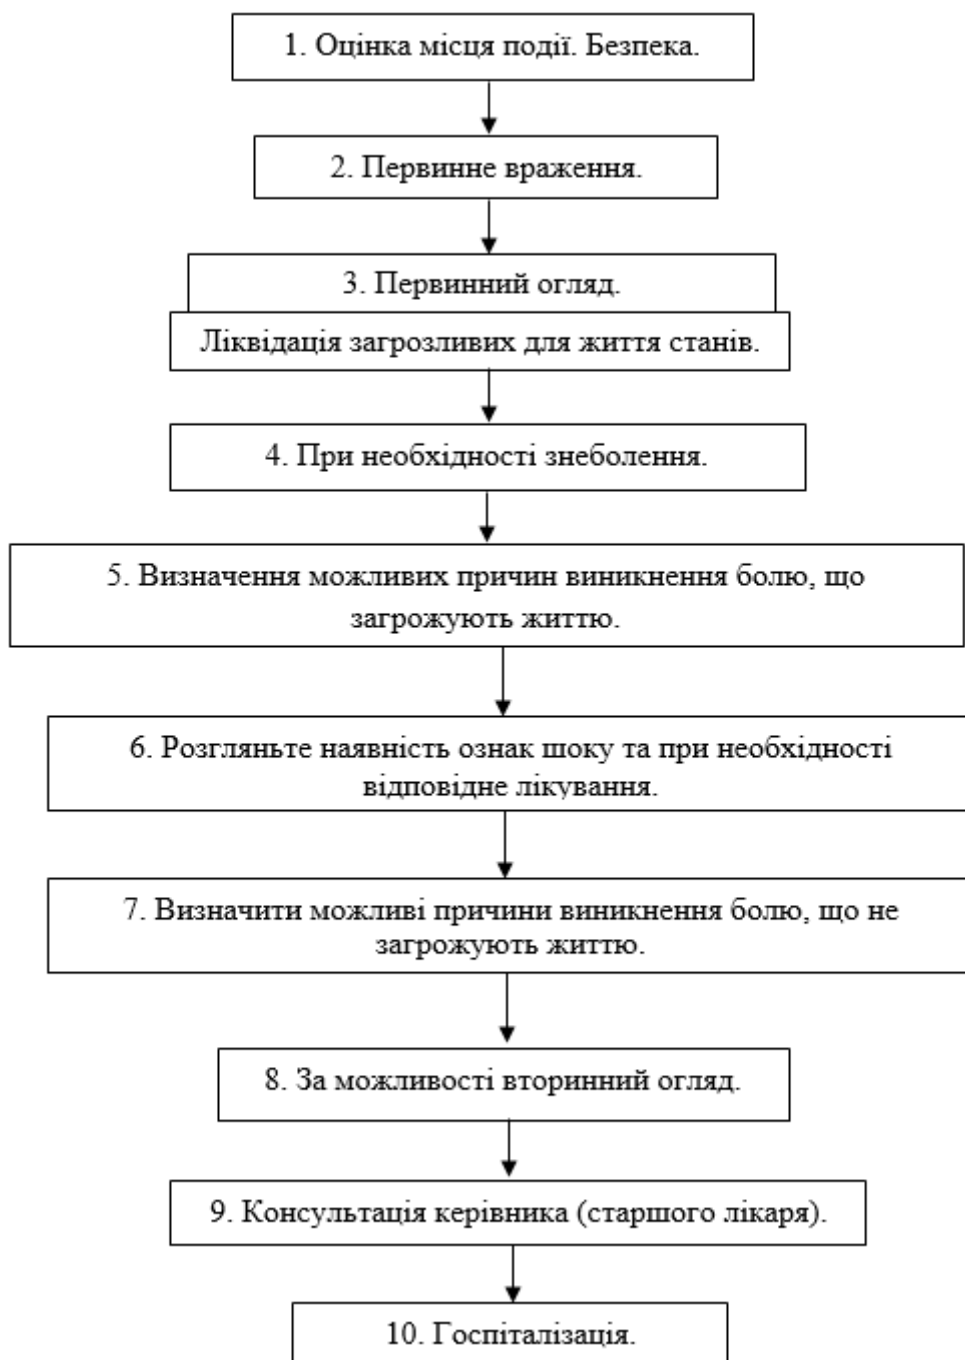 1. Оцінка місця події. Безпека.
2. Первинне враження.
3. Первинний огляд.
Ліквідація загрозливих для життя станів.
4. При необхідності знеболення.
5. Визначення можливих причин виникнення болю, що
загрожують життю.
6. Розгляньте наявність ознак шоку та при необхідності
відповідне лікування.
7. Визначити можливі причини виникнення болю, що не
загрожують життю.
8. За можливості вторинний огляд.
9. Консультація керівника (старшого лікаря).
10. Госпіталізація.